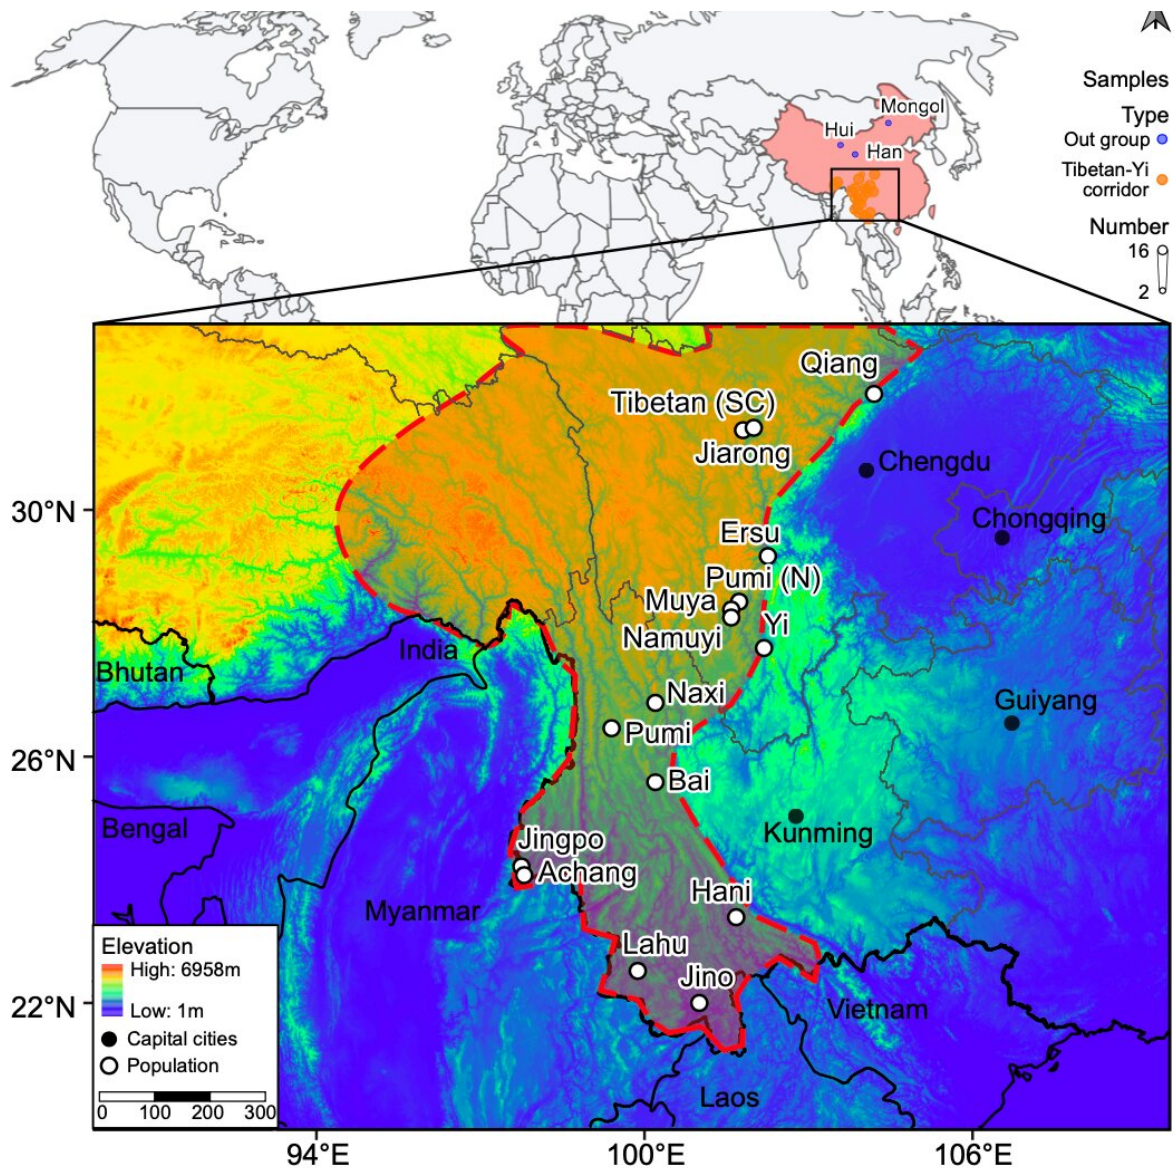 Samples
Type
Out group
Tibetan-Yi
corridor
Number
16
2
Mongol
Hui
Han
Qiang
Tibetan (SC)
Jiarong
Chengdu
30°N
Chongqing
Ersu
Pumi (N)
Muya
Namuyi
Yi
India
Bhutan
Naxi
Guiyang
Pumi
26°N
Bai
Bengal
Kunming
Jingpo
Achang
Hani
Myanmar
Lahu
Jino
22°N
Vietnam
Laos
Elevation
High: 6958m
Low: 1m
Capital cities
Population
0 100 200 300
94°E 100°E 106°E